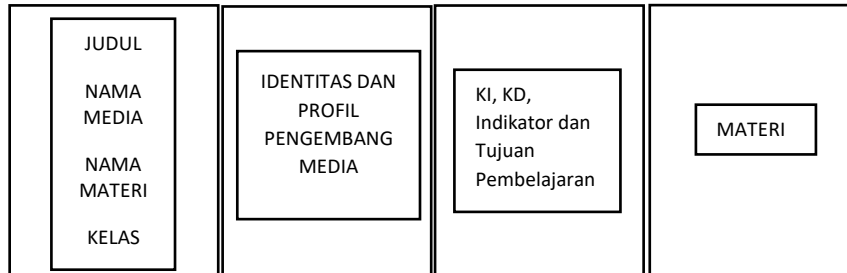 JUDUL
NAMA
MEDIA
NAMA
MATERI
KELAS
IDENTITAS DAN
PROFIL
PENGEMBANG
MEDIA
KI, KD,
Indikator dan
Tujuan
Pembelajaran
MATERI